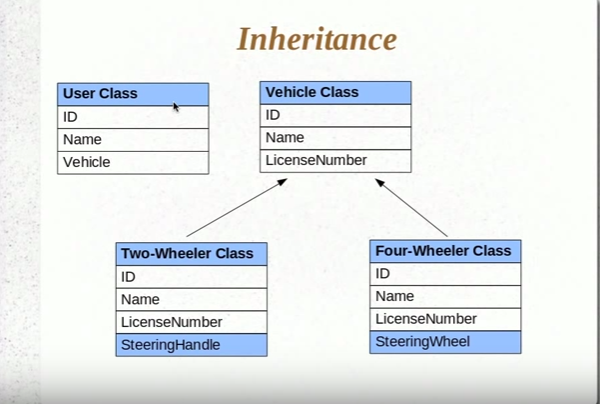 Inheritance
User Class
ID
Name
Vehicle
Vehicle Class
ID
Name
LicenseNumber
Two-Wheeler Class
ID
Name
LicenseNumber
SteeringHandle
Four-Wheeler Class
ID
Name
LicenseNumber
SteeringWheel